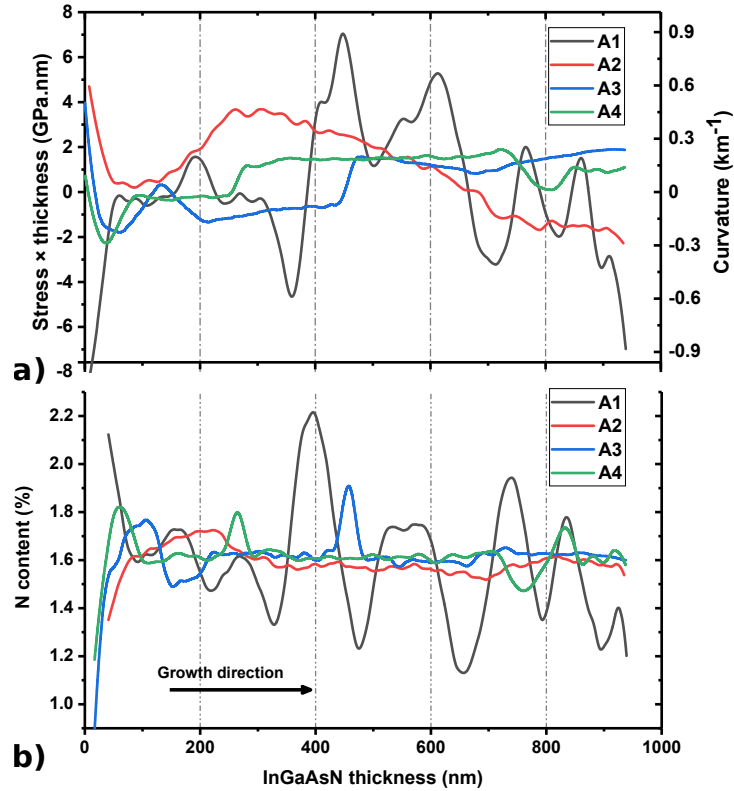 8
6
4
2
0
-2
-4
-6
-8
Stress × thickness (GPa.nm)
A1
A2
A3
A4
0.9
0.6
0.3
0
-0.3
-0.6
-0.9
Curvature (km-1)
a)
2.2
2.0
1.8
1.6
1.4
1.2
1.0
N content (%)
A1
A2
A3
A4
Growth direction
b)
0 200 400 600 800 1000
InGaAsN thickness (nm)